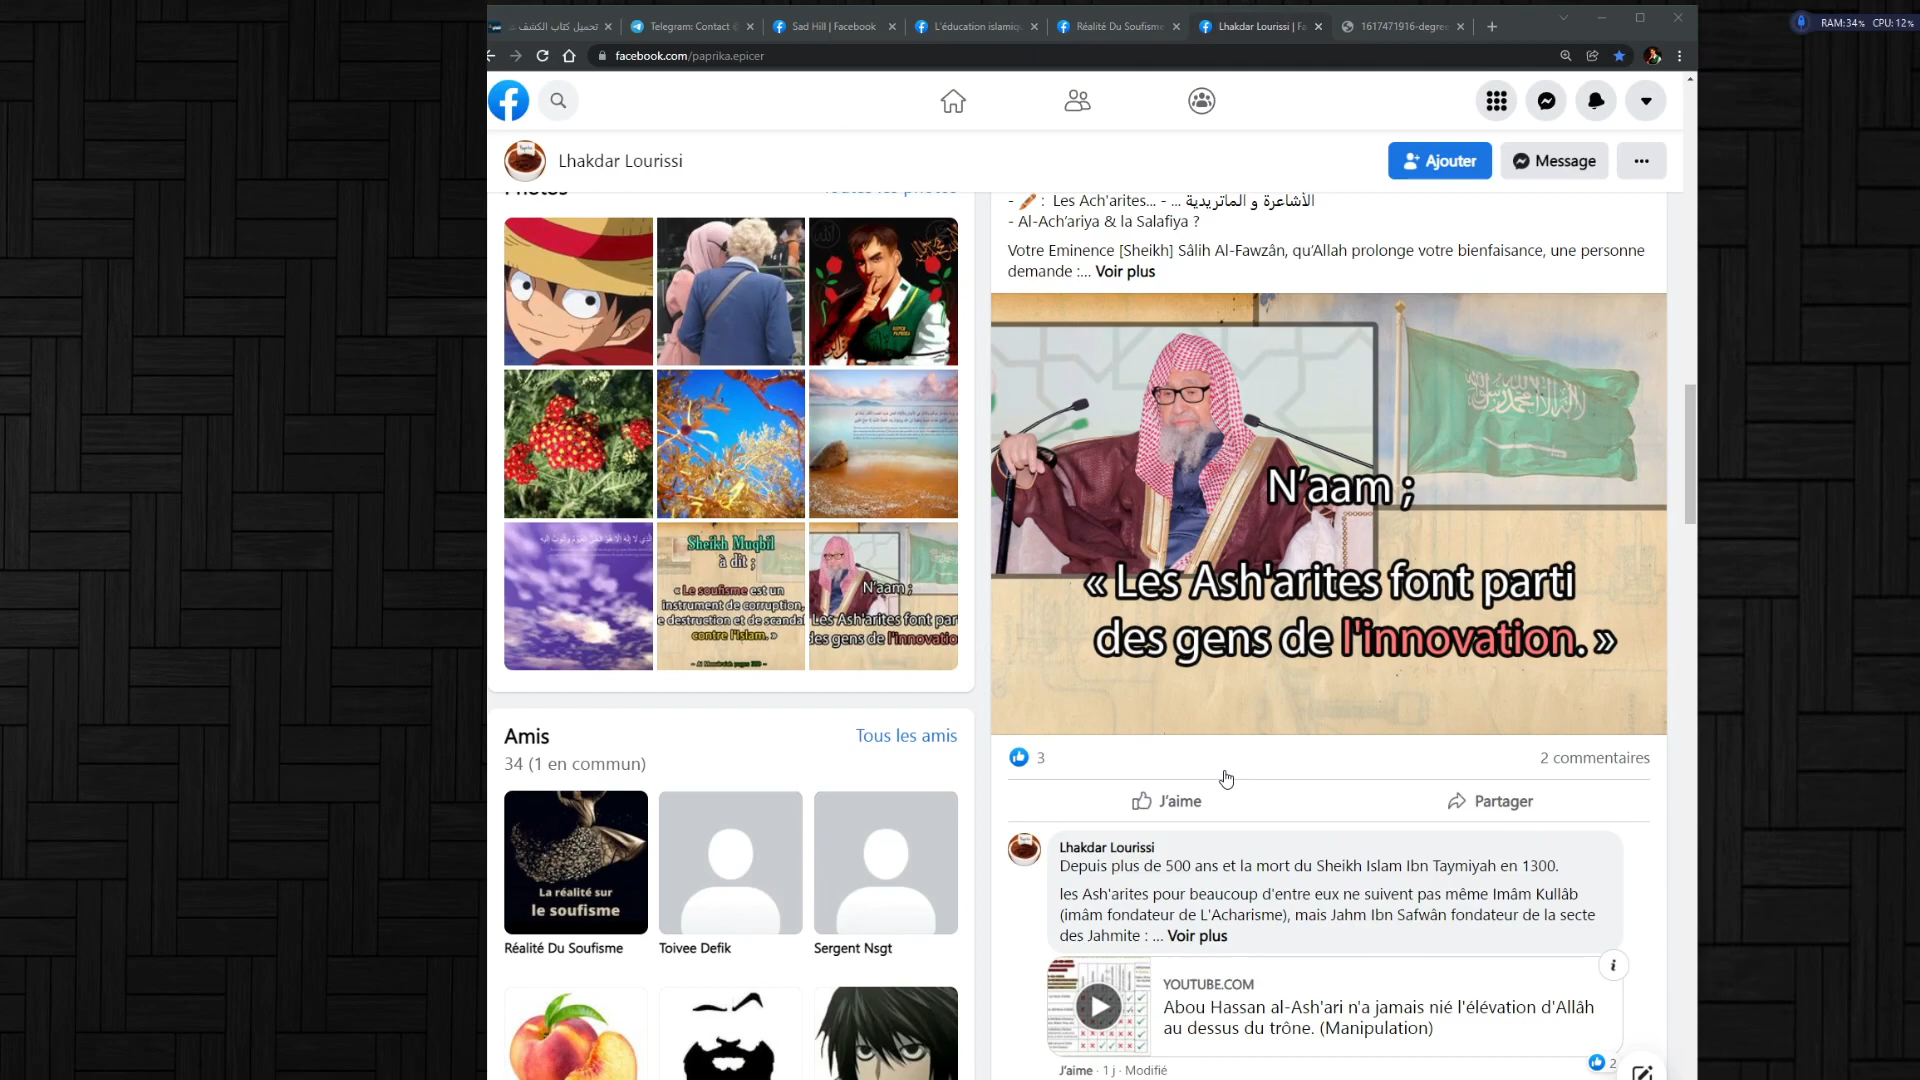 RAM:34% CPU:12%
تحميل كتاب الكشف
Telegram: Contact
Sad Hill | Facebook
L'éducation islamiq
Réalité Du Soufisme
Lhakdar Lourissi | Fa
1617471916-degre
facebook.com/paprika.epicer
Lhakdar Lourissi
Ajouter
Message
Photos
Toutes les photos
- : Les Ach'arites... - ... الأشاعرة و الماتريدية
- Al-Ach'ariya & la Salafiya ?
Votre Eminence [Sheikh] Sâlih Al-Fawzân, qu'Allah prolonge votre bienfaisance, une personne
demande :... Voir plus
N'aam ;
« Les Ash'arites font parti
des gens de l'innovation. »
Sheikh Muqbil
à dit ;
« Le soufisme est un
instrument de corruption,
e destruction et de scanda
contre l'Islam. »
N'aam ;
Les Ash'arites font par
des gens de l'innovatio
Amis
Tous les amis
34 (1 en commun)
La réalité sur
le soufisme
Réalité Du Soufisme
Toivee Defik
Sergent Nsgt
3
2 commentaires
J'aime
Partager
Lhakdar Lourissi
Depuis plus de 500 ans et la mort du Sheikh Islam Ibn Taymiyah en 1300.
les Ash'arites pour beaucoup d'entre eux ne suivent pas même Imâm Kullâb
(imâm fondateur de L'Acharisme), mais Jahm Ibn Safwân fondateur de la secte
des Jahmite : ... Voir plus
YOUTUBE.COM
Abou Hassan al-Ash'ari n'a jamais nié l'élévation d'Allâh
au dessus du trône. (Manipulation)
2
J'aime · 1 j · Modifié